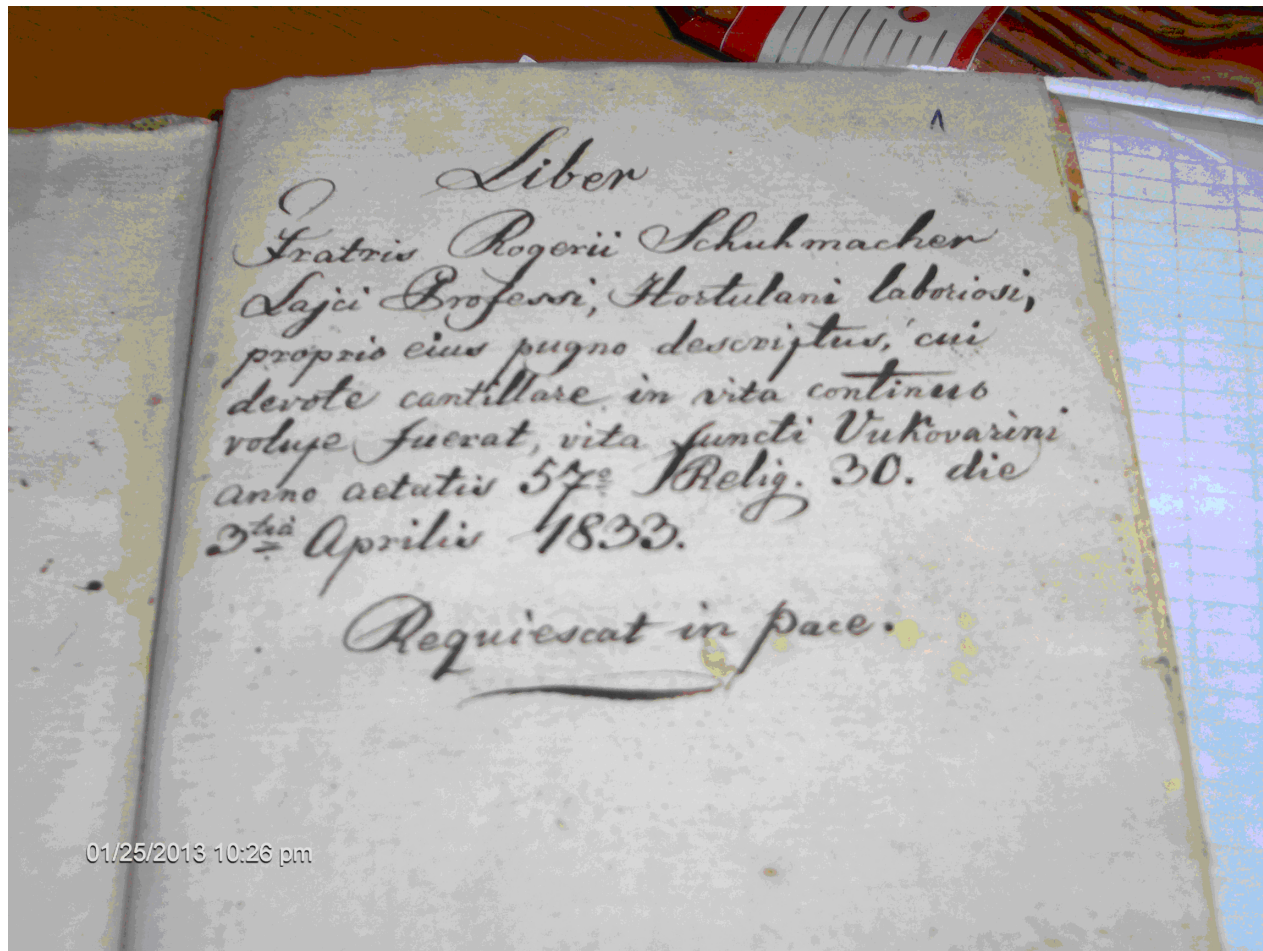 1
Liber
Fratris Rogerii Schuhmacher
Lajci Professi, Hortulani laboriosi,
proprio eius pugno descriptus, cui
devote cantillare in vita continuo
volupe fuerat, vita functi Vukovarini
anno aetatis 57º Relig. 30. die
3tiâ Aprilis 1833.
Requiescat in pace.
01/25/2013 10:26 pm